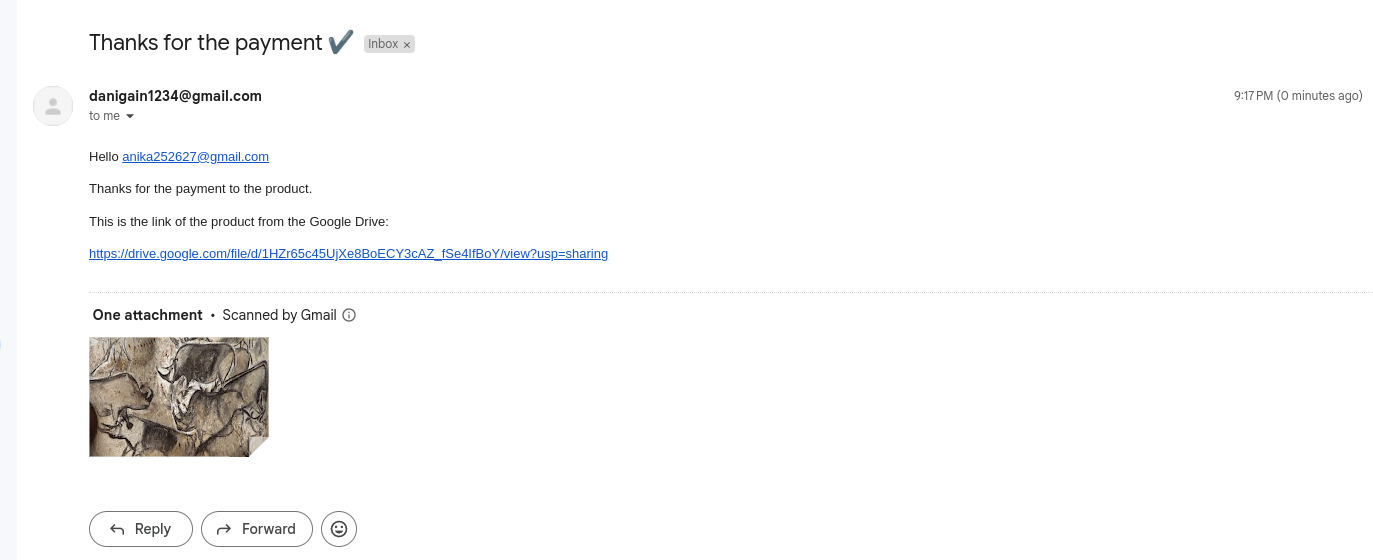 Thanks for the payment ✔ Inbox ×
danigain1234@gmail.com 9:17 PM (0 minutes ago)
to me
Hello anika252627@gmail.com
Thanks for the payment to the product.
This is the link of the product from the Google Drive:
https://drive.google.com/file/d/1HZr65c45UjXe8BoECY3cAZ_fSe4IfBoY/view?usp=sharing
One attachment • Scanned by Gmail
Reply Forward